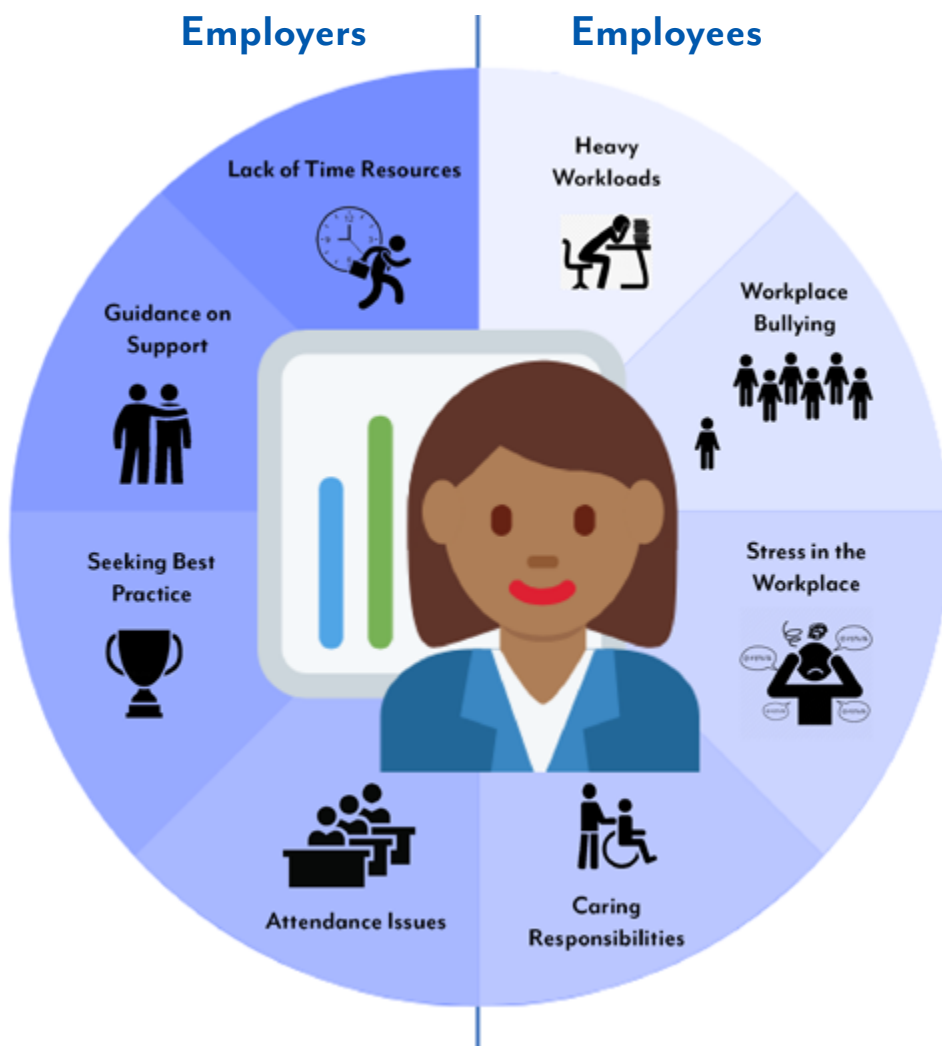 Employers
Employees
Lack of Time Resources
Guidance on
Support
Seeking Best
Practice
Attendance Issues
Heavy
Workloads
Workplace
Bullying
Stress in the
Workplace
Caring
Responsibilities
12